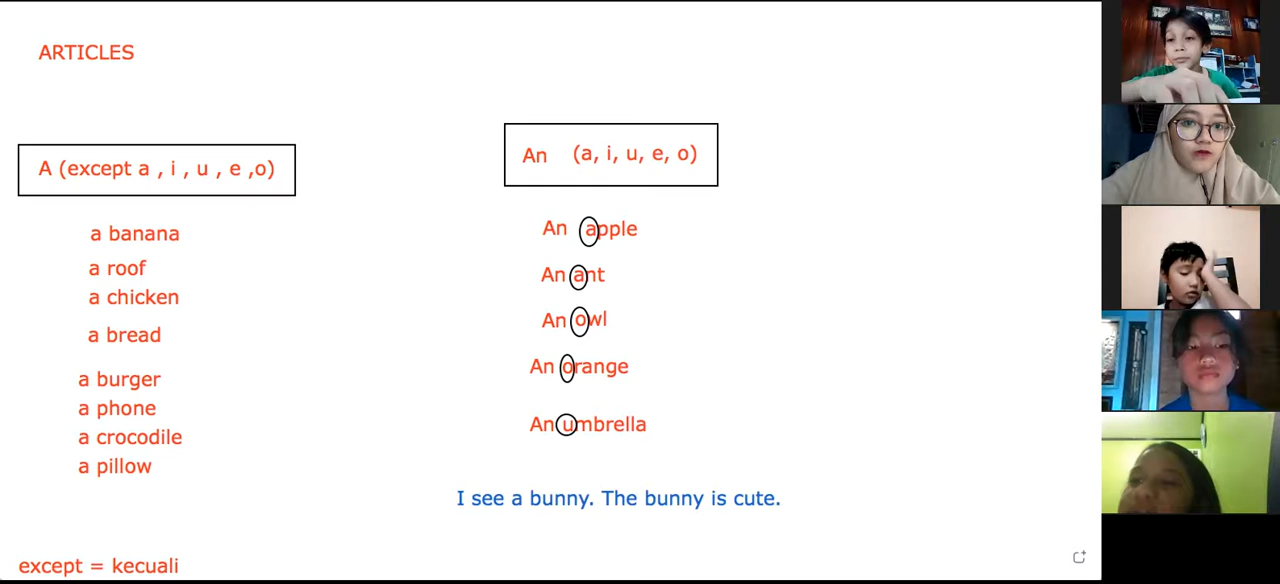 ARTICLES
A (except a , i , u , e ,o)
a banana
a roof
a chicken
a bread
a burger
a phone
a crocodile
a pillow
except = kecuali
An (a, i, u, e, o)
An apple
An ant
An owl
An orange
An umbrella
I see a bunny. The bunny is cute.